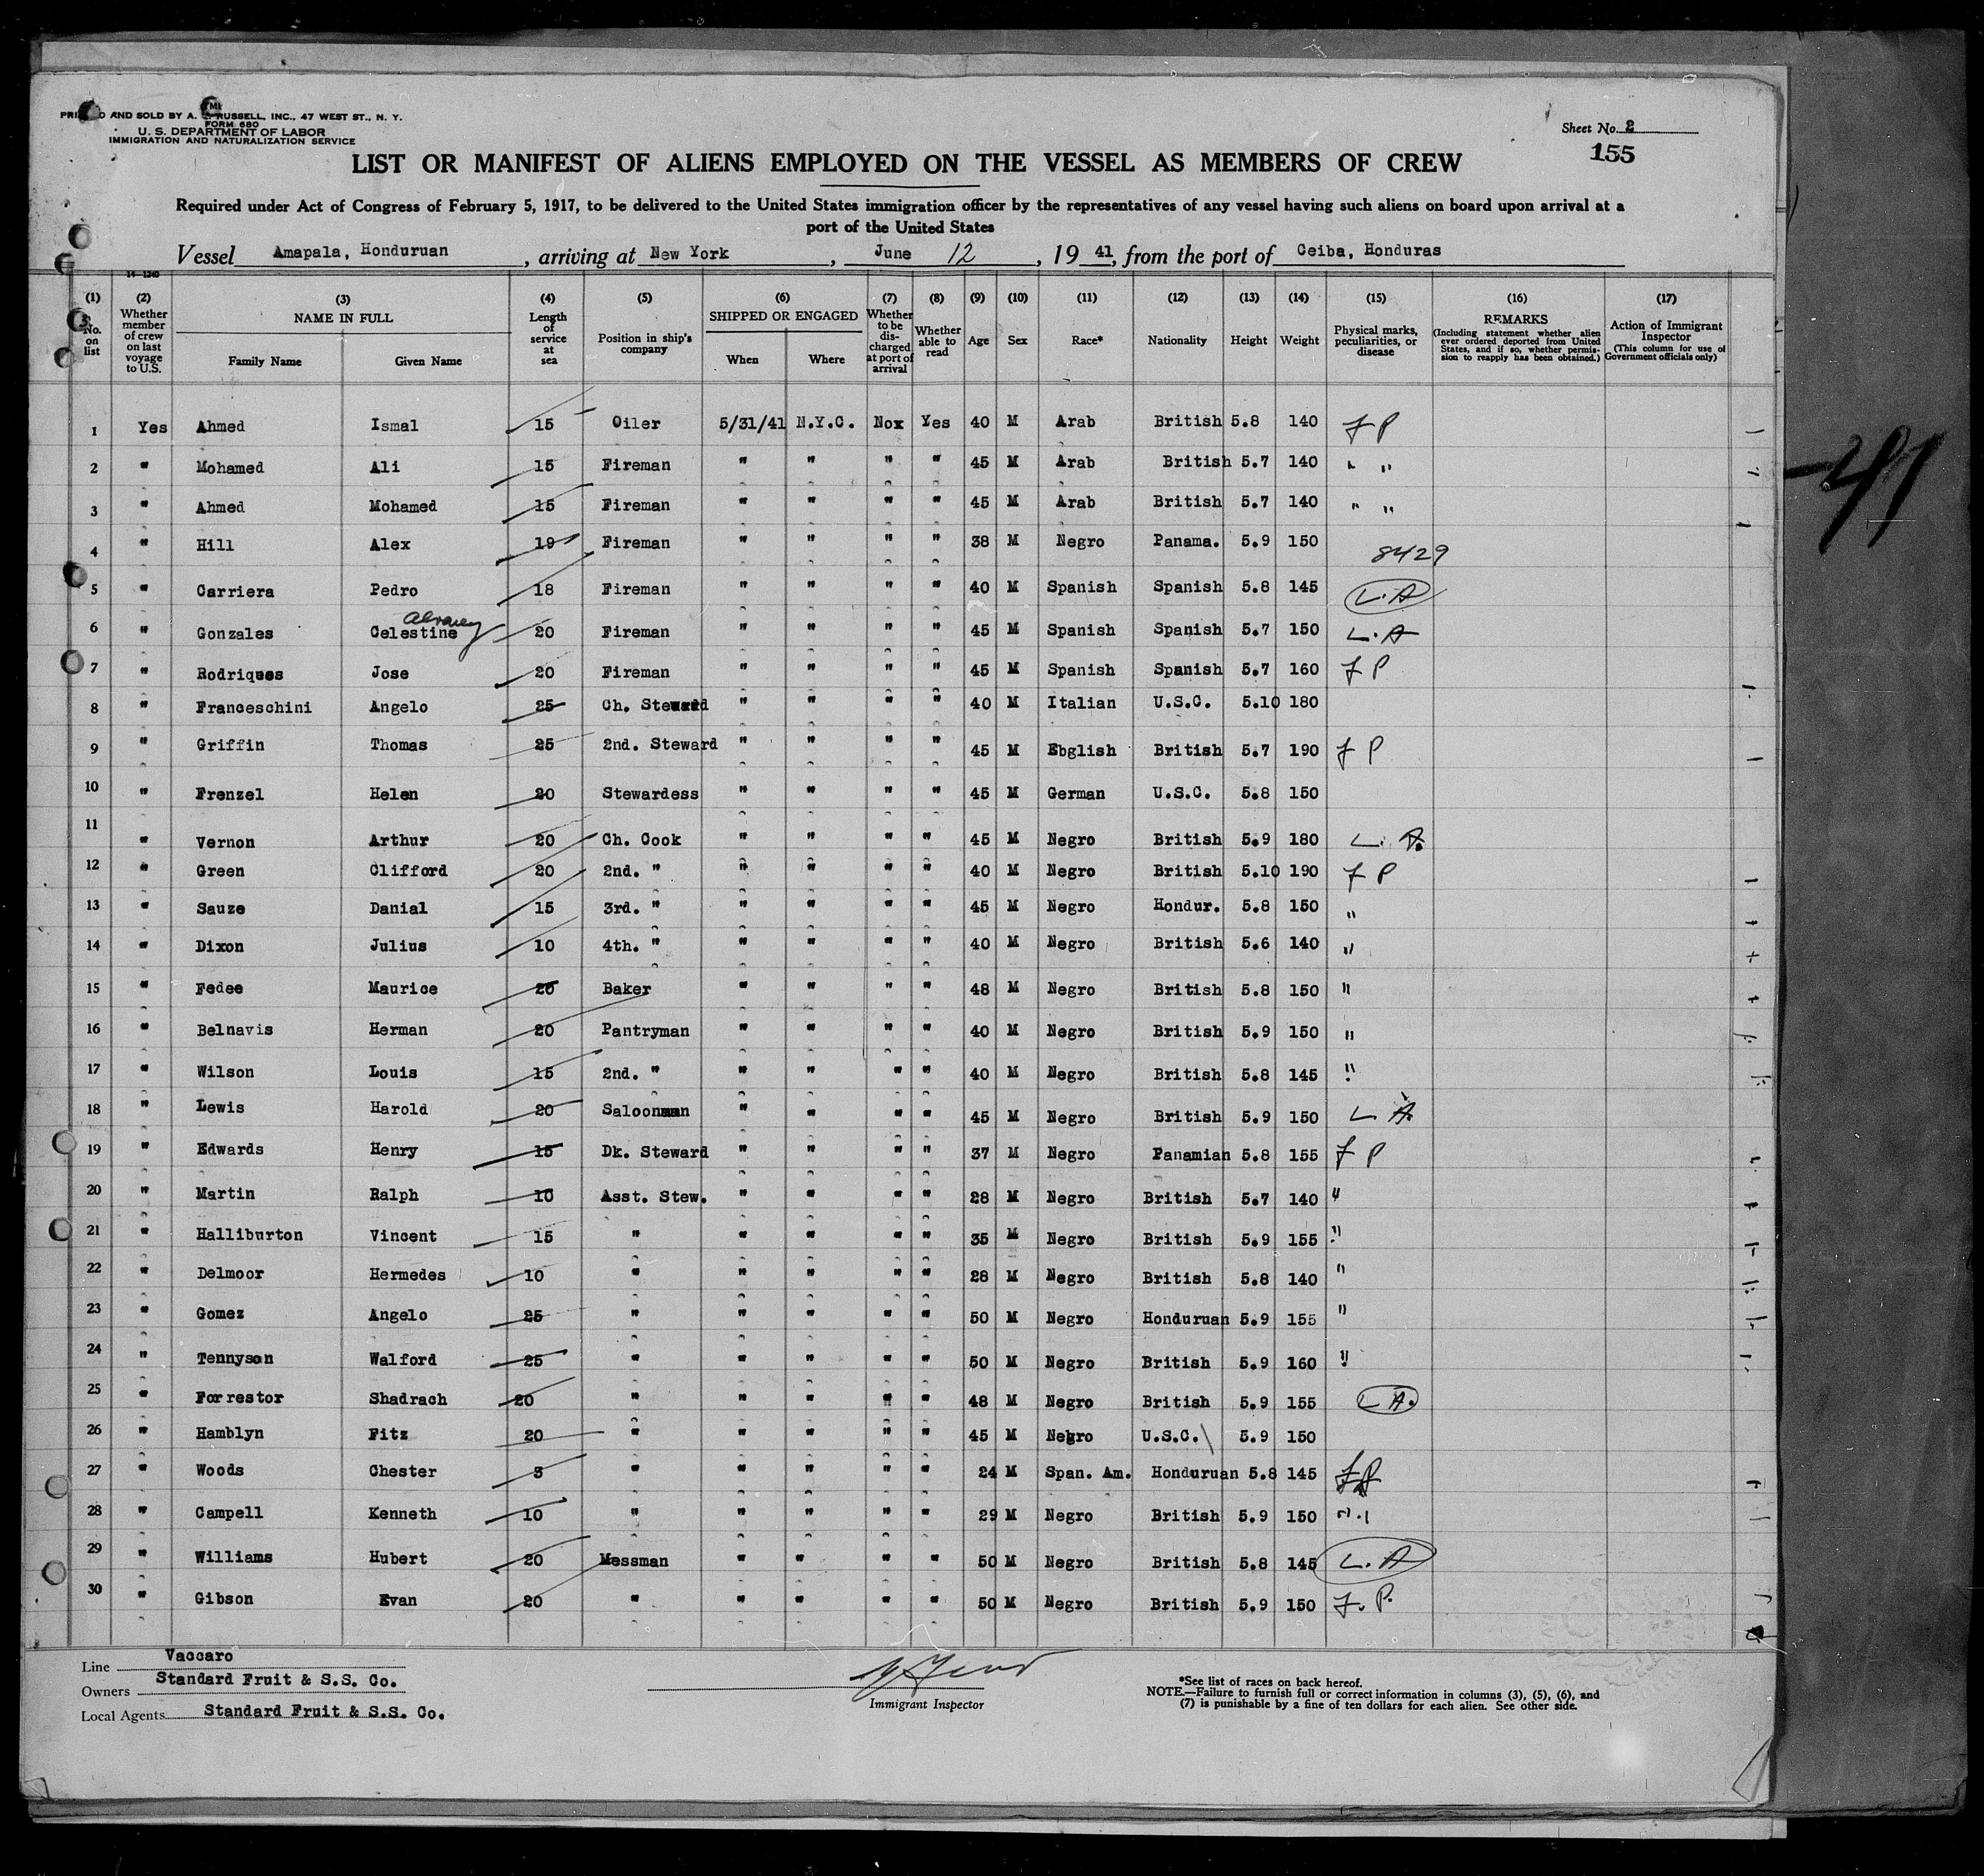 PRINTED AND SOLD BY A. RUSSELL, INC., 47 WEST ST., N. Y.
FORM 680
U. S. DEPARTMENT OF LABOR
IMMIGRATION AND NATURALIZATION SERVICE
Sheet No. 2
155
LIST OR MANIFEST OF ALIENS EMPLOYED ON THE VESSEL AS MEMBERS OF CREW
Required under Act of Congress of February 5, 1917, to be delivered to the United States immigration officer by the representatives of any vessel having such aliens on board upon arrival at a
port of the United States
Vessel Amapala, Honduruan, arriving at New York, June 12, 19 41, from the port of Ceiba, Honduras
14-1240
(1) (2) (3) (4) (5) (6) (7) (8) (9) (10) (11) (12) (13) (14) (15) (16) (17)
No. on list
Whether member of crew on last voyage to U.S.
NAME IN FULL
Family Name Given Name
Length of service at sea
Position in ship's company
SHIPPED OR ENGAGED
When Where
Whether to be discharged at port of arrival
Whether able to read
Age
Sex
Race*
Nationality
Height
Weight
Physical marks, peculiarities, or disease
REMARKS
(Including statement whether alien ever ordered deported from United States, and if so, whether permission to reapply has been obtained.)
Action of Immigrant Inspector
(This column for use of Government officials only)
1 Yes Ahmed Ismal 15 Oiler 5/31/41 N.Y.C. Nox Yes 40 M Arab British 5.8 140 F P
2 " Mohamed Ali 15 Fireman " " " " 45 M Arab British 5.7 140 " "
3 " Ahmed Mohamed 15 Fireman " " " " 45 M Arab British 5.7 140 " "
4 " Hill Alex 19 Fireman " " " " 38 M Negro Panama. 5.9 150 8429
5 " Carriera Pedro 18 Fireman " " " " 40 M Spanish Spanish 5.8 145 L.A
6 " Gonzales Celestine 20 Fireman " " " " 45 M Spanish Spanish 5.7 150 L.A
7 " Rodriques Jose 20 Fireman " " " " 45 M Spanish Spanish 5.7 160 F P
8 " Franceschini Angelo 25 Ch. Steward " " " " 40 M Italian U.S.C. 5.10 180
9 " Griffin Thomas 25 2nd. Steward " " " " 45 M Ebglish British 5.7 190 F P
10 " Frenzel Helen 20 Stewardess " " " " 45 M German U.S.C. 5.8 150
11 " Vernon Arthur 20 Ch. Cook " " " " 45 M Negro British 5.9 180 L. A.
12 " Green Clifford 20 2nd. " " " " " 40 M Negro British 5.10 190 F P
13 " Sauze Danial 15 3rd. " " " " " 45 M Negro Hondur. 5.8 150 "
14 " Dixon Julius 10 4th. " " " " " 40 M Negro British 5.6 140 "
15 " Fedee Maurice 20 Baker " " " " 48 M Negro British 5.8 150 "
16 " Belnavis Herman 20 Pantryman " " " " 40 M Negro British 5.9 150 "
17 " Wilson Louis 15 2nd. " " " " " 40 M Negro British 5.8 145 "
18 " Lewis Harold 20 Saloonman " " " " 45 M Negro British 5.9 150 L A.
19 " Edwards Henry 15 Dk. Steward " " " " 37 M Negro Panamian 5.8 155 F P
20 " Martin Ralph 10 Asst. Stew. " " " " 28 M Negro British 5.7 140 "
21 " Halliburton Vincent 15 " " " " " 35 M Negro British 5.9 155 "
22 " Delmoor Hermedes 10 " " " " " 28 M Negro British 5.8 140 "
23 " Gomez Angelo 25 " " " " " 50 M Negro Honduruan 5.9 155 "
24 " Tennyson Walford 25 " " " " " 50 M Negro British 5.9 160 "
25 " Forrestor Shadrach 20 " " " " " 48 M Negro British 5.9 155 L A.
26 " Hamblyn Fitz 20 " " " " " 45 M Negro U.S.C. 5.9 150
27 " Woods Chester 5 " " " " " 24 M Span. Am. Honduruan 5.8 145 F P
28 " Campell Kenneth 10 " " " " " 29 M Negro British 5.9 150 "
29 " Williams Hubert 20 Messman " " " " 50 M Negro British 5.8 145 L.A
30 " Gibson Evan 20 " " " " " 50 M Negro British 5.9 150 F. P.
41
Line Vaccaro
Owners Standard Fruit & S.S. Co.
Local Agents Standard Fruit & S.S. Co.
Immigrant Inspector
*See list of races on back hereof.
NOTE.—Failure to furnish full or correct information in columns (3), (5), (6), and
(7) is punishable by a fine of ten dollars for each alien. See other side.